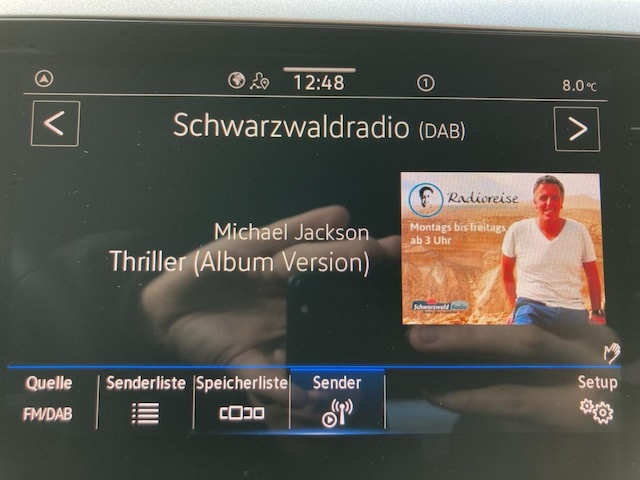 12:48
1
8.0°C
< Schwarzwaldradio (DAB) >
Radioreise
Montags bis freitags
ab 3 Uhr
Michael Jackson
Thriller (Album Version)
Schwarzwald Radio
Quelle Senderliste Speicherliste Sender Setup
FM/DAB